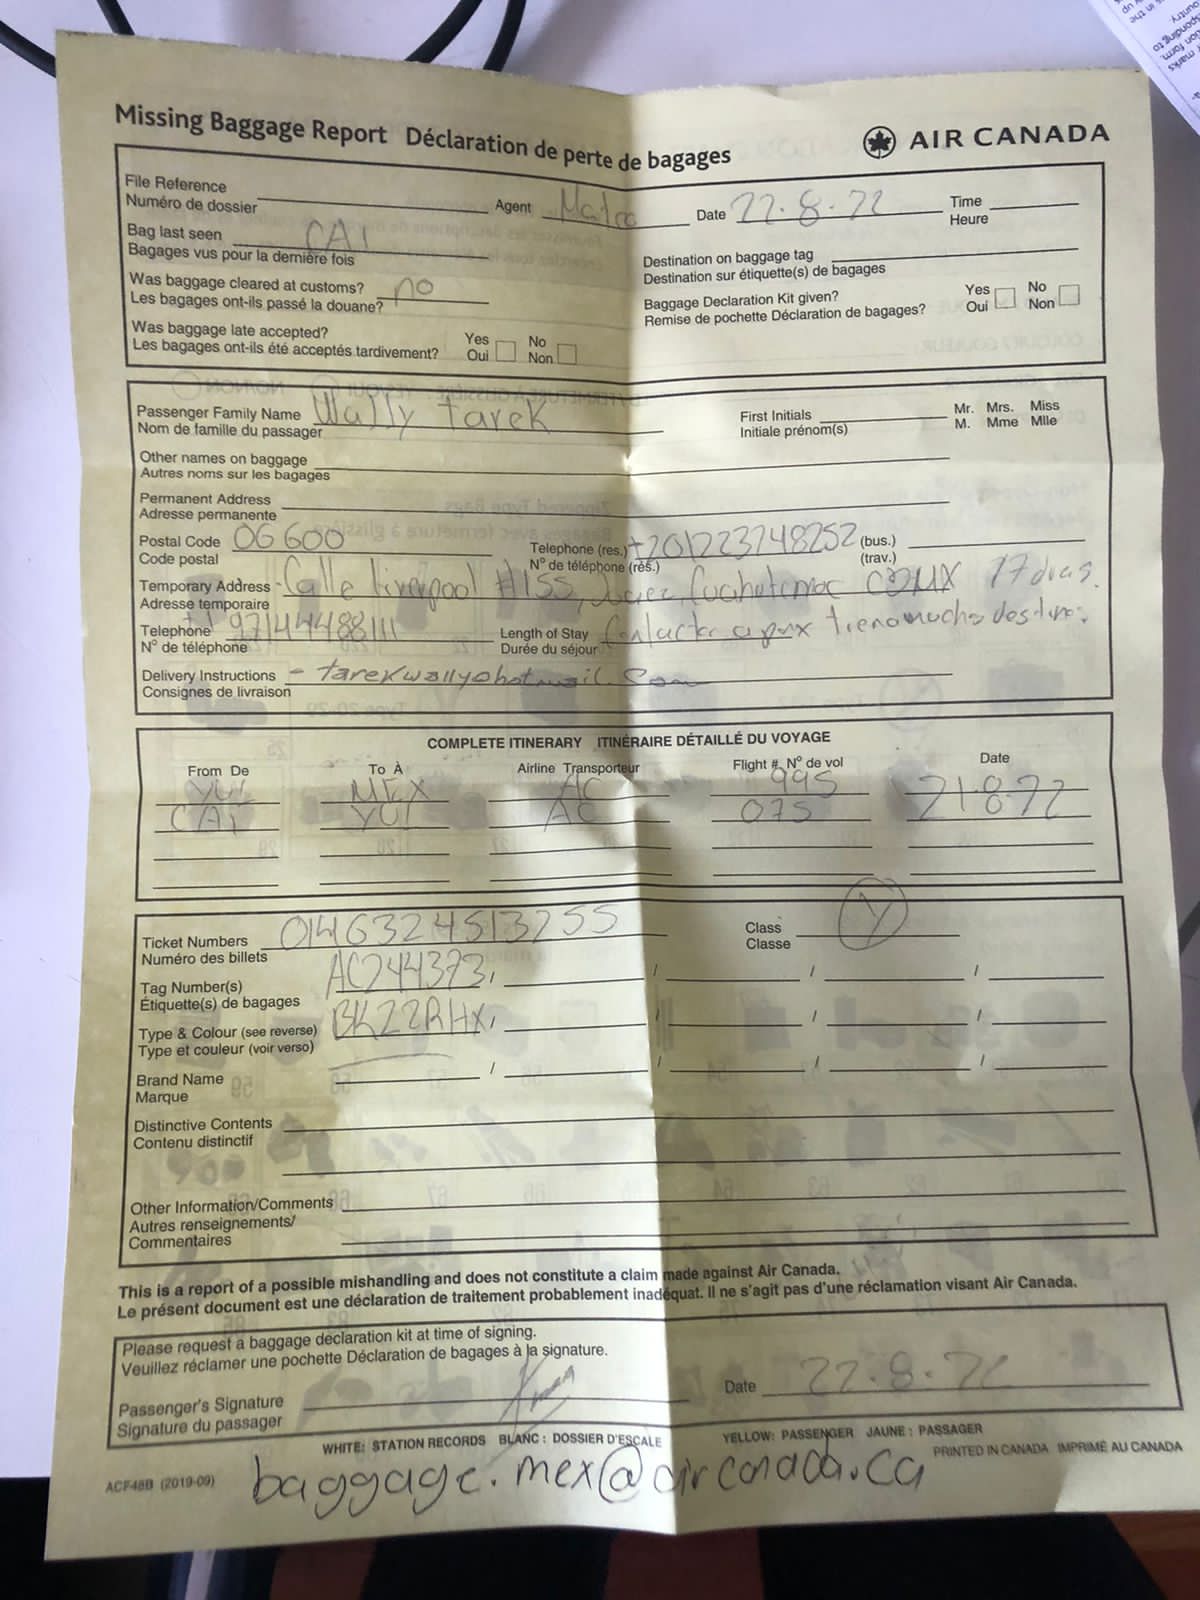 Missing Baggage Report Déclaration de perte de bagages
AIR CANADA
File Reference
Numéro de dossier
Agent
Date 22.8.22
Time
Heure
Bag last seen CAI
Bagages vus pour la dernière fois
Destination on baggage tag
Destination sur étiquette(s) de bagages
Was baggage cleared at customs? no
Les bagages ont-ils passé la douane?
Baggage Declaration Kit given?
Remise de pochette Déclaration de bagages?
Yes No
Oui Non
Was baggage late accepted?
Les bagages ont-ils été acceptés tardivement?
Yes No
Oui Non
Passenger Family Name Wally tarek
Nom de famille du passager
First Initials
Initiale prénom(s)
Mr. Mrs. Miss
M. Mme Mlle
Other names on baggage
Autres noms sur les bagages
Permanent Address
Adresse permanente
Postal Code 06600
Code postal
Telephone (res.) +201223748252 (bus.)
N° de téléphone (rés.) (trav.)
Temporary Address - Calle liverpool #155, Cuauhtemoc CDMX 17 dias.
Adresse temporaire
Telephone 97144488111
N° de téléphone
Length of Stay
Durée du séjour
Delivery Instructions - tarekwally@hotmail.com
Consignes de livraison
COMPLETE ITINERARY ITINÉRAIRE DÉTAILLÉ DU VOYAGE
From De To À Airline Transporteur Flight # N° de vol Date
YUL MEX AC 995
CAI YUL AC 075 21.8.22
Ticket Numbers 0146324513255
Numéro des billets
Class Y
Classe
Tag Number(s) AC244373
Étiquette(s) de bagages
Type & Colour (see reverse) BK22RHX
Type et couleur (voir verso)
Brand Name
Marque
Distinctive Contents
Contenu distinctif
Other Information/Comments
Autres renseignements/
Commentaires
This is a report of a possible mishandling and does not constitute a claim made against Air Canada.
Le présent document est une déclaration de traitement probablement inadéquat. Il ne s'agit pas d'une réclamation visant Air Canada.
Please request a baggage declaration kit at time of signing.
Veuillez réclamer une pochette Déclaration de bagages à la signature.
Passenger's Signature
Signature du passager
Date 22.8.22
WHITE: STATION RECORDS BLANC: DOSSIER D'ESCALE YELLOW: PASSENGER JAUNE: PASSAGER
PRINTED IN CANADA IMPRIMÉ AU CANADA
ACF48B (2019-09)
baggage.mex@aircanada.ca